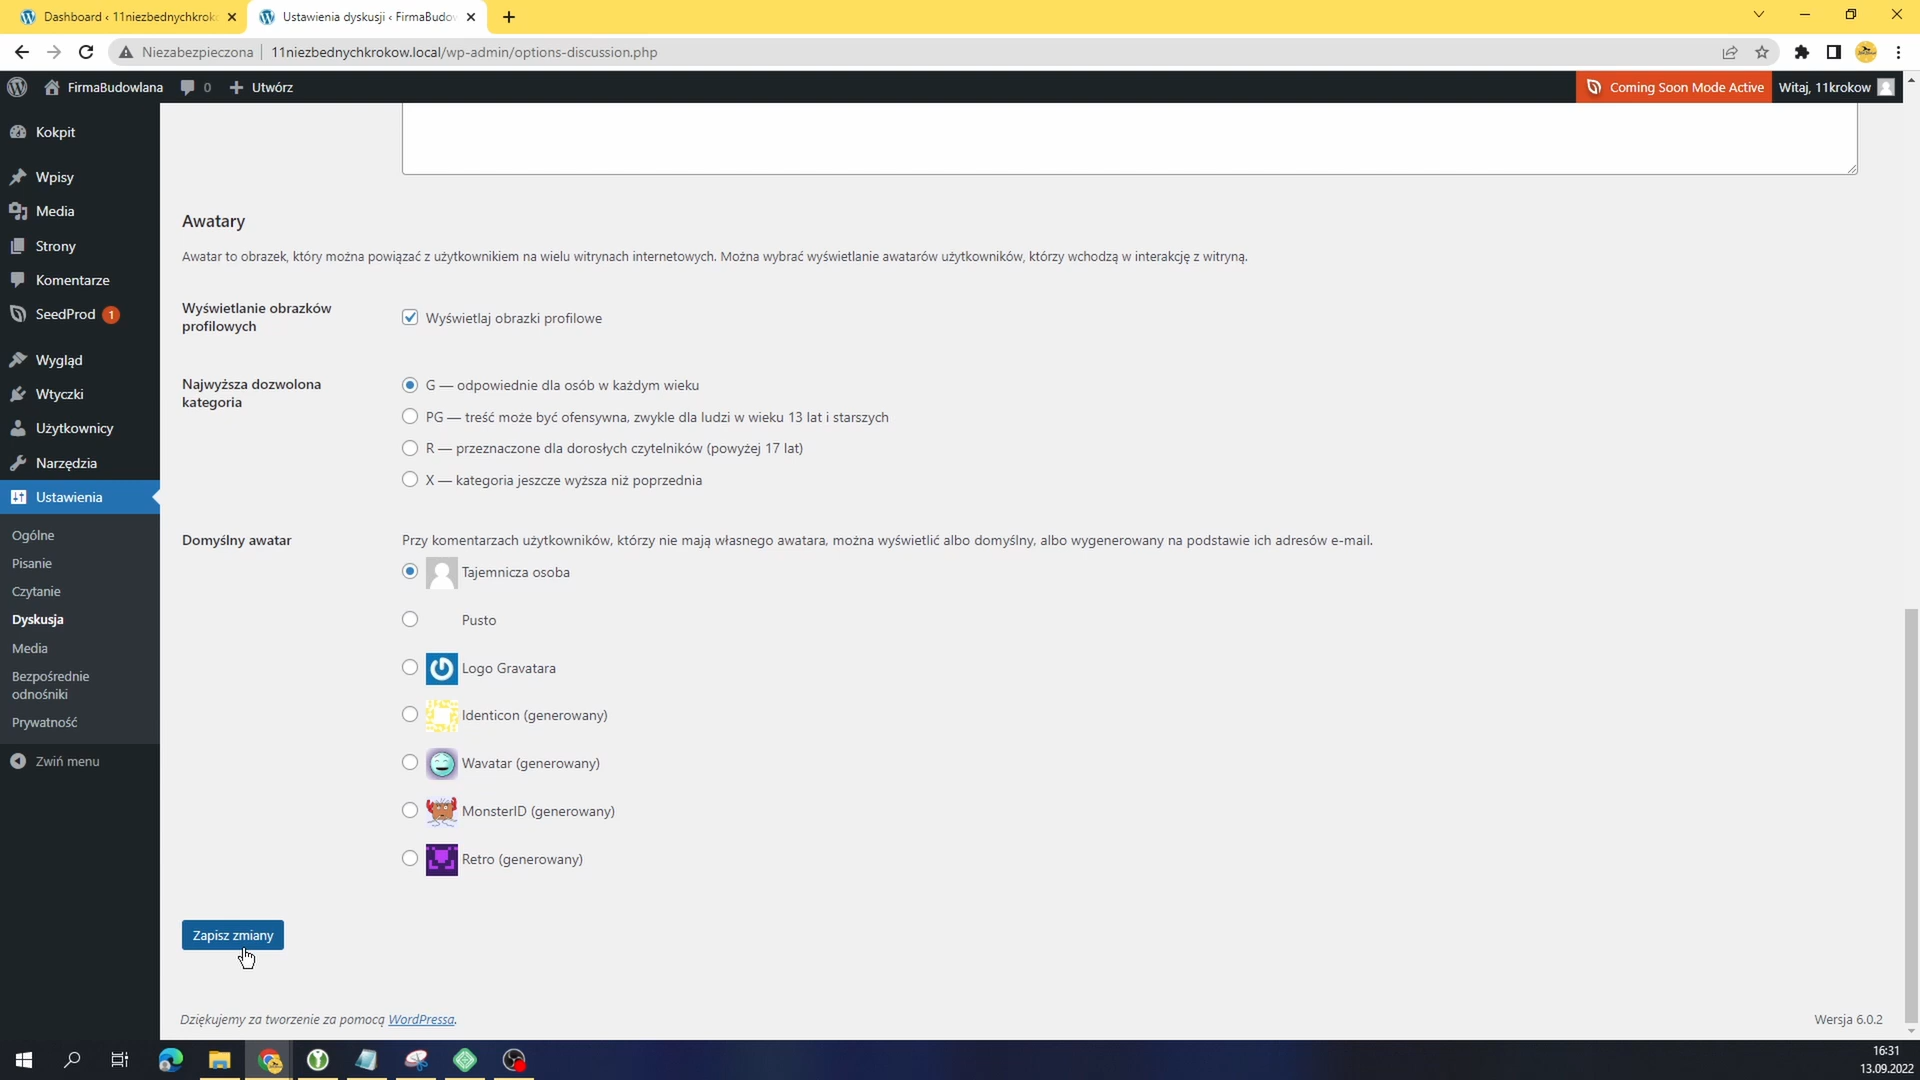 Dashboard ‹ 11niezbednychkrok
Ustawienia dyskusji ‹ FirmaBudow
Niezabezpieczona
11niezbednychkrokow.local/wp-admin/options-discussion.php
FirmaBudowlana
0
Utwórz
Coming Soon Mode Active
Witaj, 11krokow
Kokpit
Wpisy
Media
Strony
Komentarze
SeedProd 1
Wygląd
Wtyczki
Użytkownicy
Narzędzia
Ustawienia
Ogólne
Pisanie
Czytanie
Dyskusja
Media
Bezpośrednie
odnośniki
Prywatność
Zwiń menu
Awatary
Awatar to obrazek, który można powiązać z użytkownikiem na wielu witrynach internetowych. Można wybrać wyświetlanie awatarów użytkowników, którzy wchodzą w interakcję z witryną.
Wyświetlanie obrazków
profilowych
Wyświetlaj obrazki profilowe
Najwyższa dozwolona
kategoria
G — odpowiednie dla osób w każdym wieku
PG — treść może być ofensywna, zwykle dla ludzi w wieku 13 lat i starszych
R — przeznaczone dla dorosłych czytelników (powyżej 17 lat)
X — kategoria jeszcze wyższa niż poprzednia
Domyślny awatar
Przy komentarzach użytkowników, którzy nie mają własnego awatara, można wyświetlić albo domyślny, albo wygenerowany na podstawie ich adresów e-mail.
Tajemnicza osoba
Pusto
Logo Gravatara
Identicon (generowany)
Wavatar (generowany)
MonsterID (generowany)
Retro (generowany)
Zapisz zmiany
Dziękujemy za tworzenie za pomocą WordPressa.
Wersja 6.0.2
16:31
13.09.2022